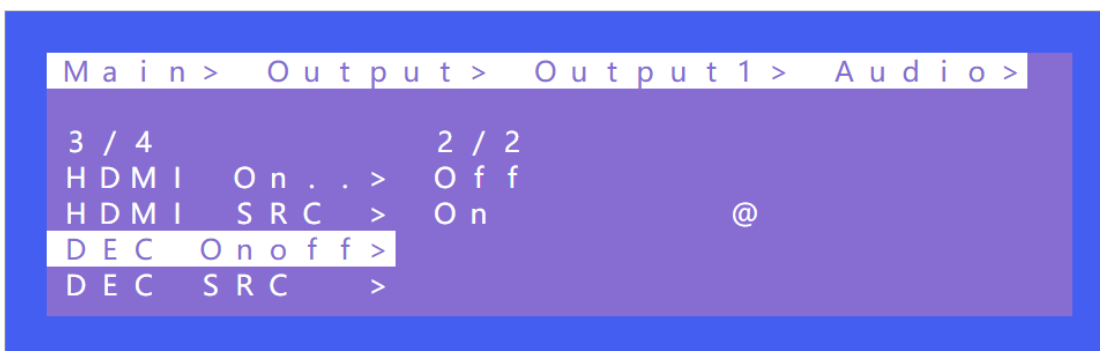 Main> Output> Output1> Audio>
3/4 2/2
HDMI On..> Off
HDMI SRC > On @
DEC Onoff>
DEC SRC >